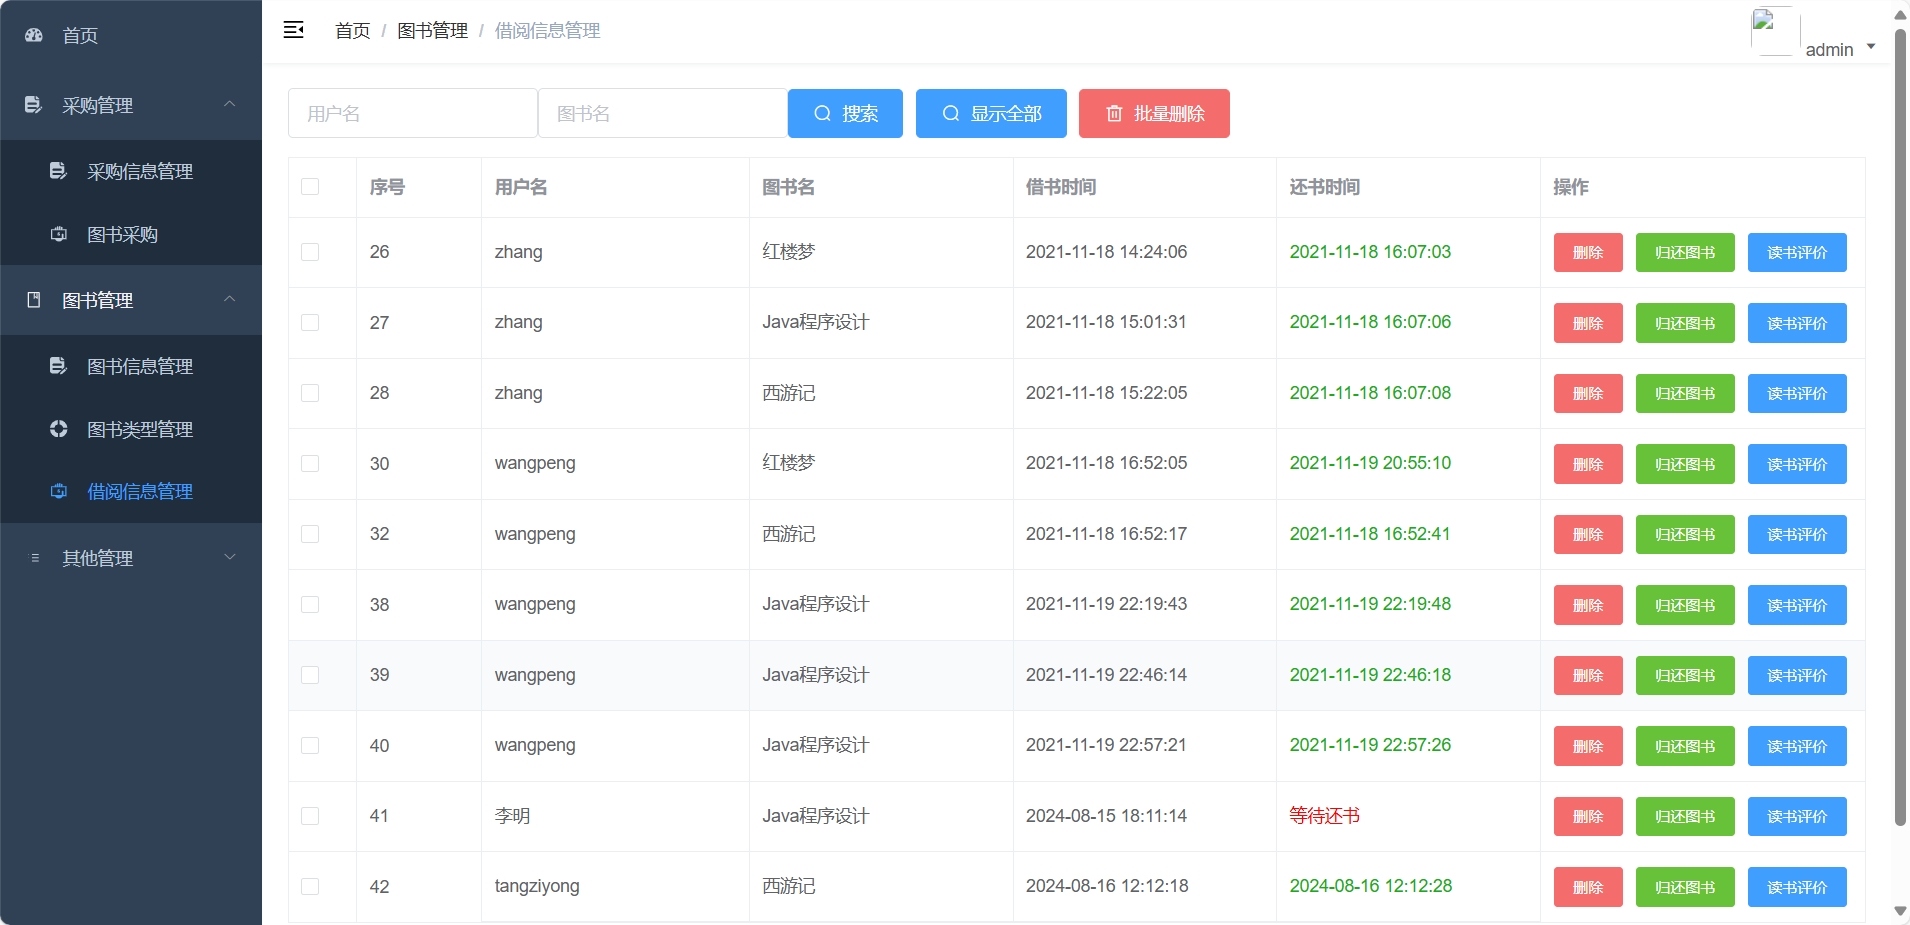 首页
采购管理
采购信息管理
图书采购
图书管理
图书信息管理
图书类型管理
借阅信息管理
其他管理
首页 / 图书管理 / 借阅信息管理
admin
用户名 图书名 搜索 显示全部 批量删除
序号 用户名 图书名 借书时间 还书时间 操作
26 zhang 红楼梦 2021-11-18 14:24:06 2021-11-18 16:07:03 删除 归还图书 读书评价
27 zhang Java程序设计 2021-11-18 15:01:31 2021-11-18 16:07:06 删除 归还图书 读书评价
28 zhang 西游记 2021-11-18 15:22:05 2021-11-18 16:07:08 删除 归还图书 读书评价
30 wangpeng 红楼梦 2021-11-18 16:52:05 2021-11-19 20:55:10 删除 归还图书 读书评价
32 wangpeng 西游记 2021-11-18 16:52:17 2021-11-18 16:52:41 删除 归还图书 读书评价
38 wangpeng Java程序设计 2021-11-19 22:19:43 2021-11-19 22:19:48 删除 归还图书 读书评价
39 wangpeng Java程序设计 2021-11-19 22:46:14 2021-11-19 22:46:18 删除 归还图书 读书评价
40 wangpeng Java程序设计 2021-11-19 22:57:21 2021-11-19 22:57:26 删除 归还图书 读书评价
41 李明 Java程序设计 2024-08-15 18:11:14 等待还书 删除 归还图书 读书评价
42 tangziyong 西游记 2024-08-16 12:12:18 2024-08-16 12:12:28 删除 归还图书 读书评价